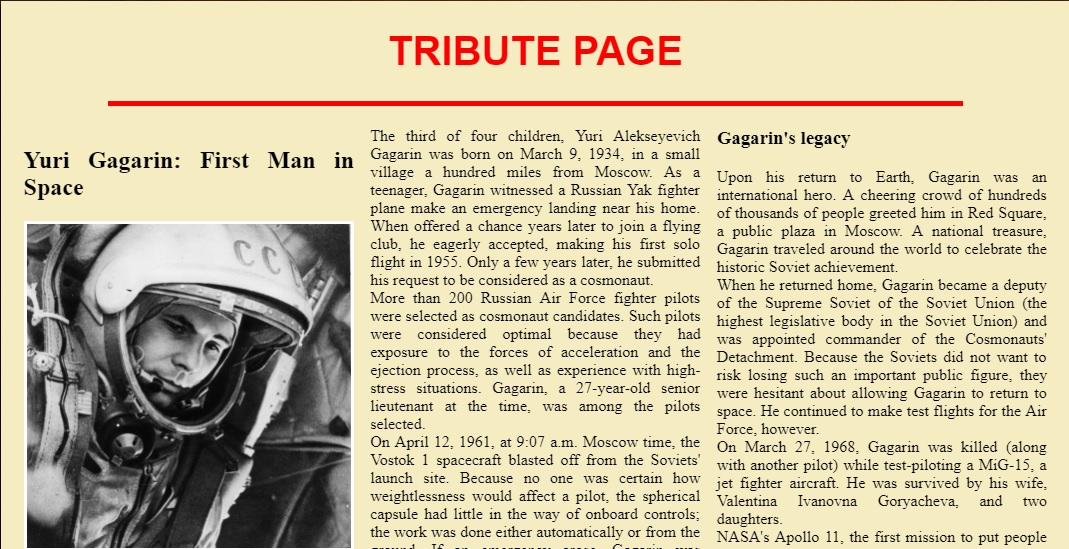 TRIBUTE PAGE
Yuri Gagarin: First Man in
Space
CC
The third of four children, Yuri Alekseyevich
Gagarin was born on March 9, 1934, in a small
village a hundred miles from Moscow. As a
teenager, Gagarin witnessed a Russian Yak fighter
plane make an emergency landing near his home.
When offered a chance years later to join a flying
club, he eagerly accepted, making his first solo
flight in 1955. Only a few years later, he submitted
his request to be considered as a cosmonaut.
More than 200 Russian Air Force fighter pilots
were selected as cosmonaut candidates. Such pilots
were considered optimal because they had
exposure to the forces of acceleration and the
ejection process, as well as experience with high-
stress situations. Gagarin, a 27-year-old senior
lieutenant at the time, was among the pilots
selected.
On April 12, 1961, at 9:07 a.m. Moscow time, the
Vostok 1 spacecraft blasted off from the Soviets'
launch site. Because no one was certain how
weightlessness would affect a pilot, the spherical
capsule had little in the way of onboard controls;
the work was done either automatically or from the
ground. If an emergency arose, Gagarin was
Gagarin's legacy
Upon his return to Earth, Gagarin was an
international hero. A cheering crowd of hundreds
of thousands of people greeted him in Red Square,
a public plaza in Moscow. A national treasure,
Gagarin traveled around the world to celebrate the
historic Soviet achievement.
When he returned home, Gagarin became a deputy
of the Supreme Soviet of the Soviet Union (the
highest legislative body in the Soviet Union) and
was appointed commander of the Cosmonauts'
Detachment. Because the Soviets did not want to
risk losing such an important public figure, they
were hesitant about allowing Gagarin to return to
space. He continued to make test flights for the Air
Force, however.
On March 27, 1968, Gagarin was killed (along
with another pilot) while test-piloting a MiG-15, a
jet fighter aircraft. He was survived by his wife,
Valentina Ivanovna Goryacheva, and two
daughters.
NASA's Apollo 11, the first mission to put people